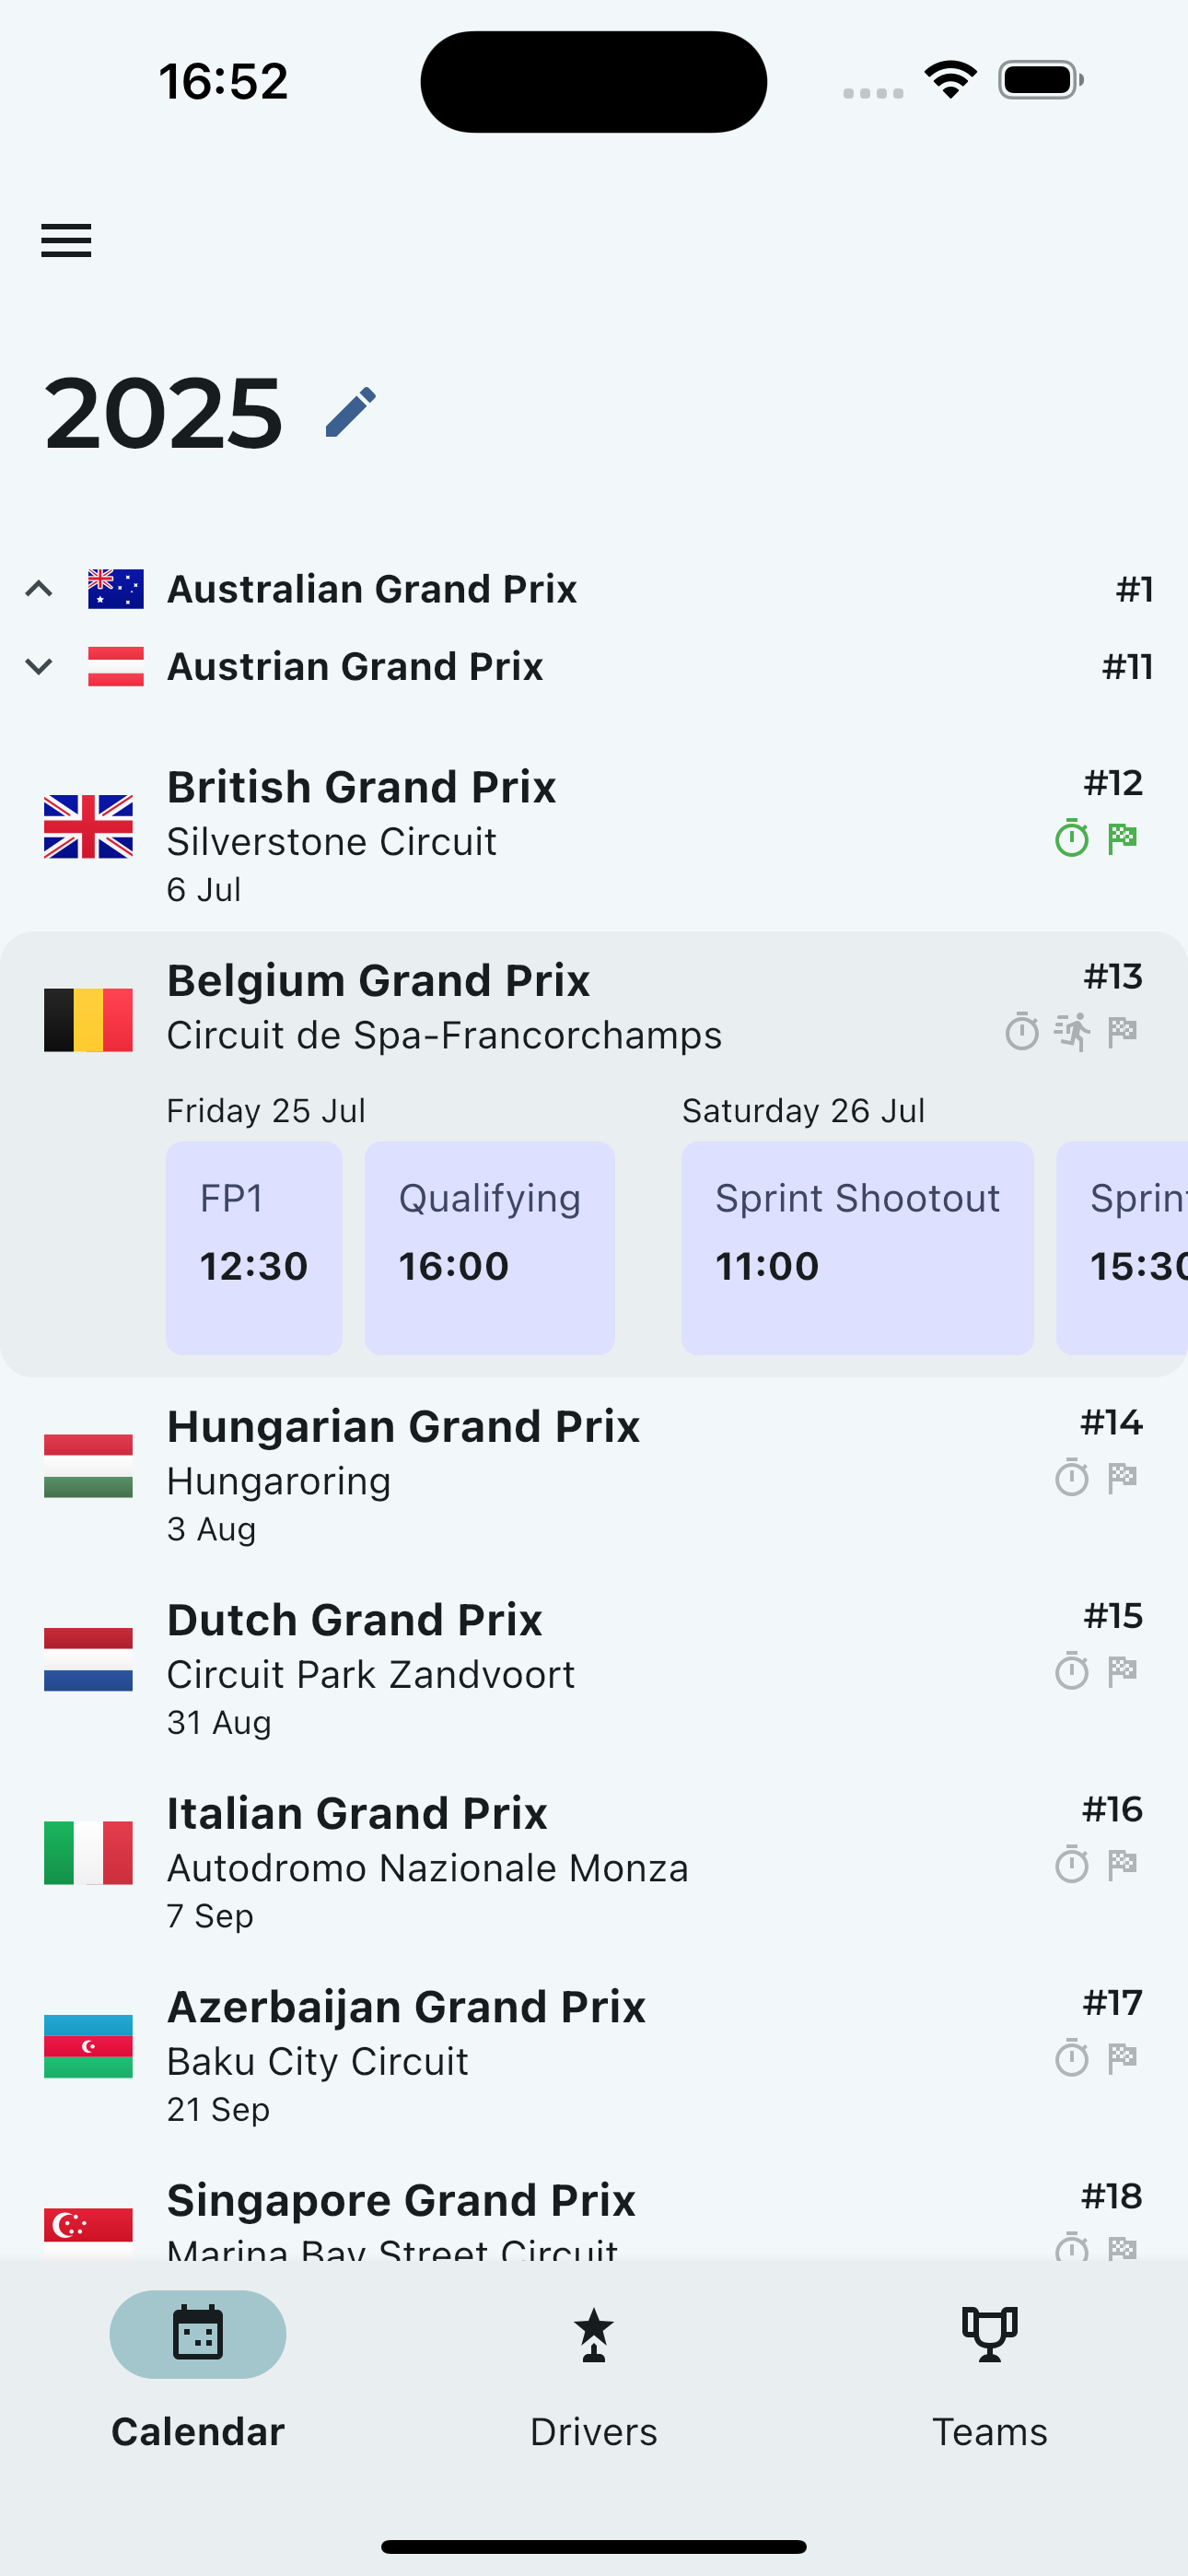 16:52
2025
Australian Grand Prix #1
Austrian Grand Prix #11
British Grand Prix #12
Silverstone Circuit
6 Jul
Belgium Grand Prix #13
Circuit de Spa-Francorchamps
Friday 25 Jul Saturday 26 Jul
FP1 Qualifying Sprint Shootout Sprint
12:30 16:00 11:00 15:30
Hungarian Grand Prix #14
Hungaroring
3 Aug
Dutch Grand Prix #15
Circuit Park Zandvoort
31 Aug
Italian Grand Prix #16
Autodromo Nazionale Monza
7 Sep
Azerbaijan Grand Prix #17
Baku City Circuit
21 Sep
Singapore Grand Prix #18
Marina Bay Street Circuit
Calendar Drivers Teams